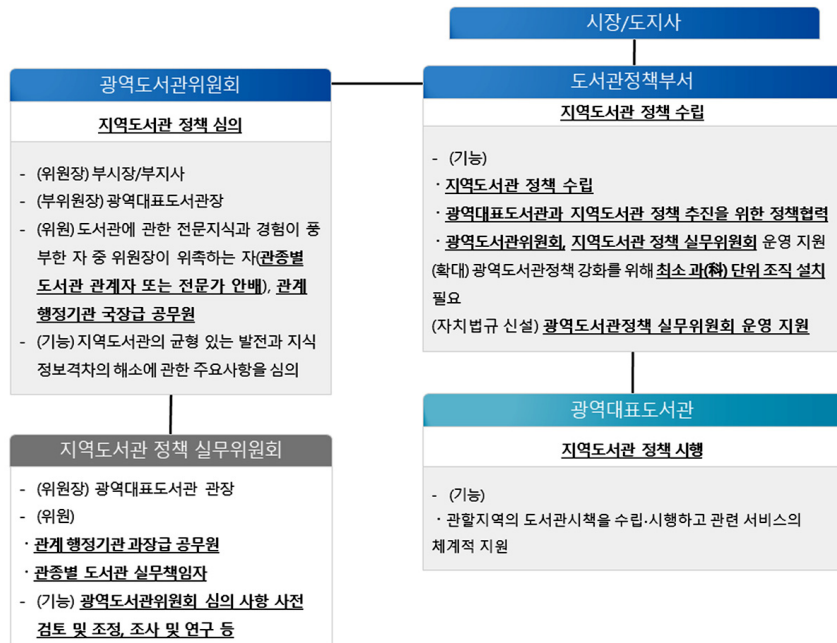 시장/도지사
광역도서관위원회
지역도서관 정책 심의
- (위원장) 부시장/부지사
- (부위원장) 광역대표도서관장
- (위원) 도서관에 관한 전문지식과 경험이 풍
부한 자 중 위원장이 위촉하는 자(관종별
도서관 관계자 또는 전문가 안배), 관계
행정기관 국장급 공무원
- (기능) 지역도서관의 균형 있는 발전과 지식
정보격차의 해소에 관한 주요사항을 심의
도서관정책부서
지역도서관 정책 수립
- (기능)
· 지역도서관 정책 수립
· 광역대표도서관과 지역도서관 정책 추진을 위한 정책협력
· 광역도서관위원회, 지역도서관 정책 실무위원회 운영 지원
(확대) 광역도서관정책 강화를 위해 최소 과(科) 단위 조직 설치
필요
(자치법규 신설) 광역도서관정책 실무위원회 운영 지원
지역도서관 정책 실무위원회
- (위원장) 광역대표도서관 관장
- (위원)
· 관계 행정기관 과장급 공무원
· 관종별 도서관 실무책임자
- (기능) 광역도서관위원회 심의 사항 사전
검토 및 조정, 조사 및 연구 등
광역대표도서관
지역도서관 정책 시행
- (기능)
· 관할지역의 도서관시책을 수립·시행하고 관련 서비스의
체계적 지원